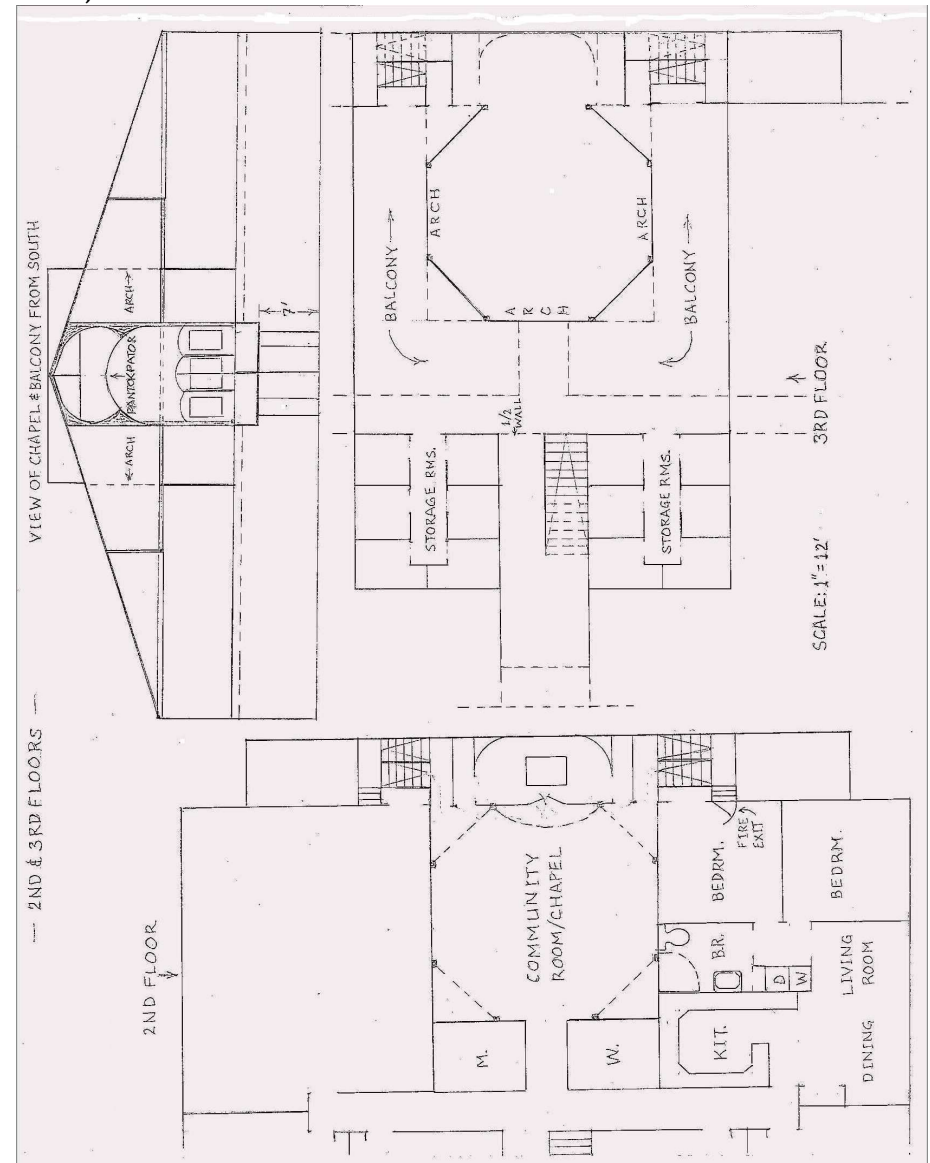 — 2ND & 3RD FLOORS —
VIEW OF CHAPEL & BALCONY FROM SOUTH
←ARCH
PANTOKPATOR
ARCH→
7'
2ND FLOOR
COMMUNITY
ROOM/CHAPEL
M.
W.
BEDRM.
FIRE
EXIT
BEDRM.
B.R.
D
W
KIT.
LIVING
ROOM
DINING
BALCONY
ARCH
ARCH
ARCH
BALCONY
1/2
WALL
STORAGE RMS.
STORAGE RMS.
3RD FLOOR
SCALE: 1" = 12'